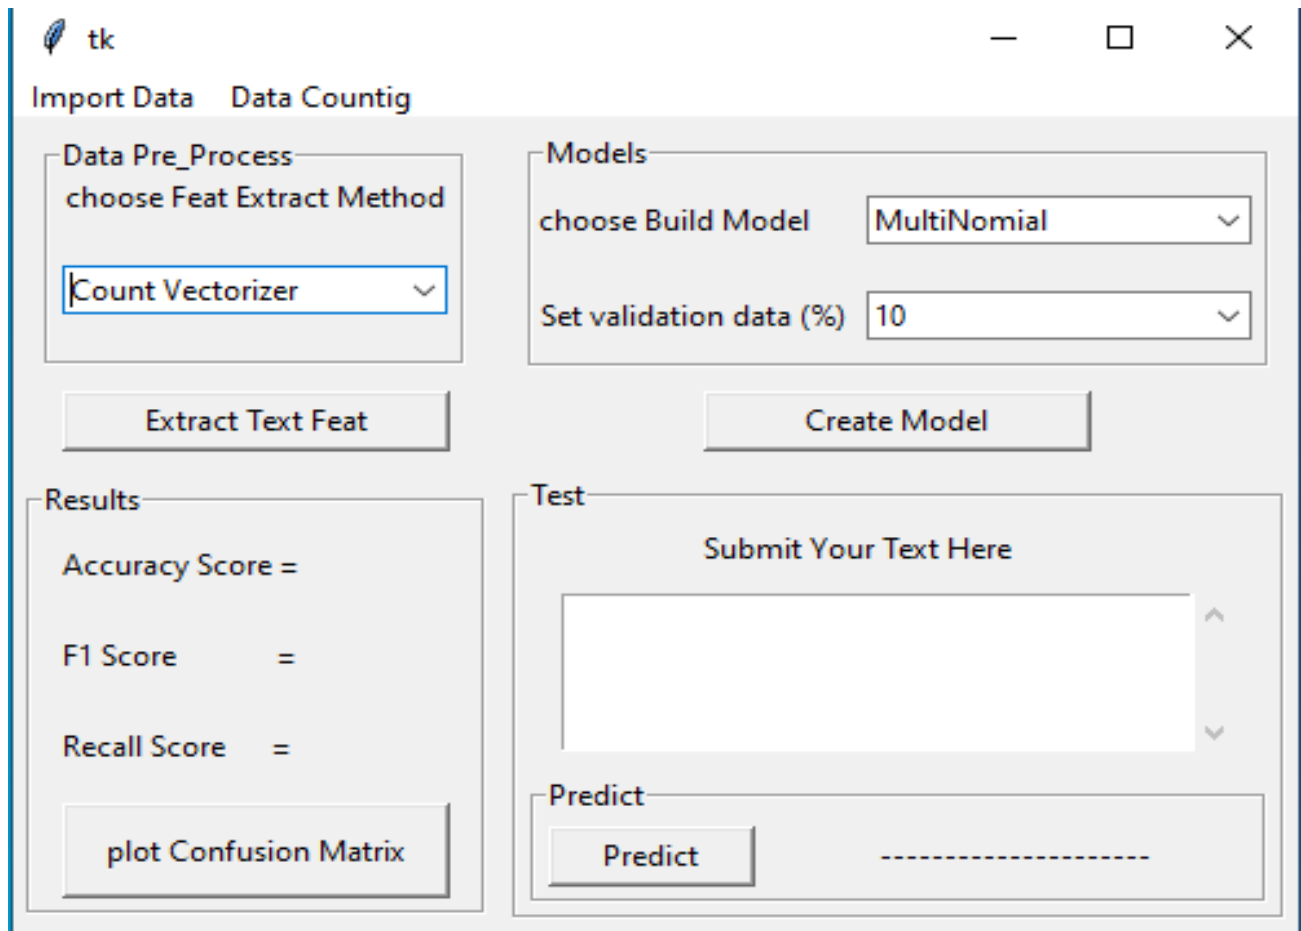 tk
Import Data Data Countig
Data Pre_Process
choose Feat Extract Method
Count Vectorizer
Extract Text Feat
Models
choose Build Model MultiNomial
Set validation data (%) 10
Create Model
Results
Accuracy Score =
F1 Score =
Recall Score =
plot Confusion Matrix
Test
Submit Your Text Here
Predict
Predict ---------------------